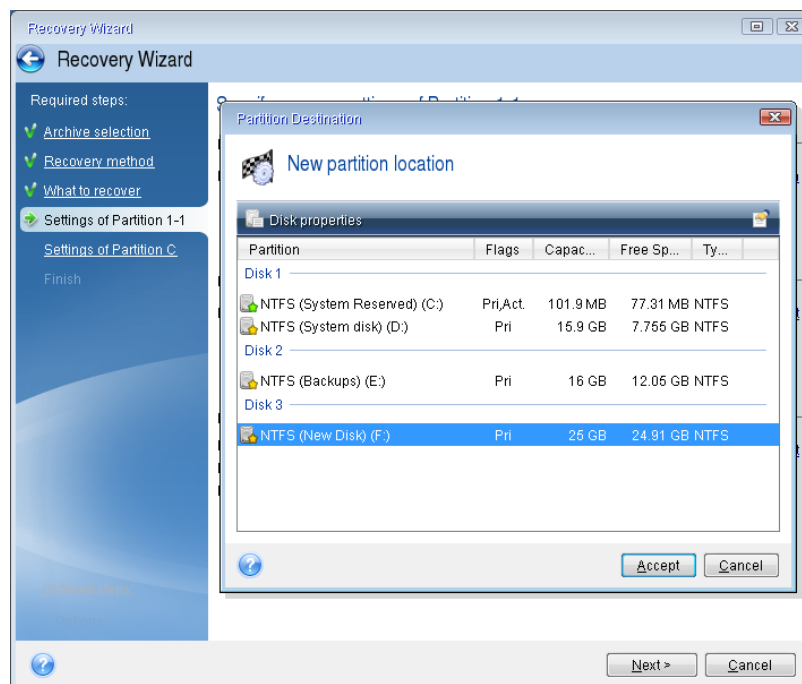 Recovery Wizard
Recovery Wizard
Required steps:
Archive selection
Recovery method
What to recover
Settings of Partition 1-1
Settings of Partition C
Finish
Partition Destination
New partition location
Disk properties
Partition Flags Capac... Free Sp... Ty...
Disk 1
NTFS (System Reserved) (C:) Pri,Act. 101.9 MB 77.31 MB NTFS
NTFS (System disk) (D:) Pri 15.9 GB 7.755 GB NTFS
Disk 2
NTFS (Backups) (E:) Pri 16 GB 12.05 GB NTFS
Disk 3
NTFS (New Disk) (F:) Pri 25 GB 24.91 GB NTFS
Accept Cancel
Next > Cancel